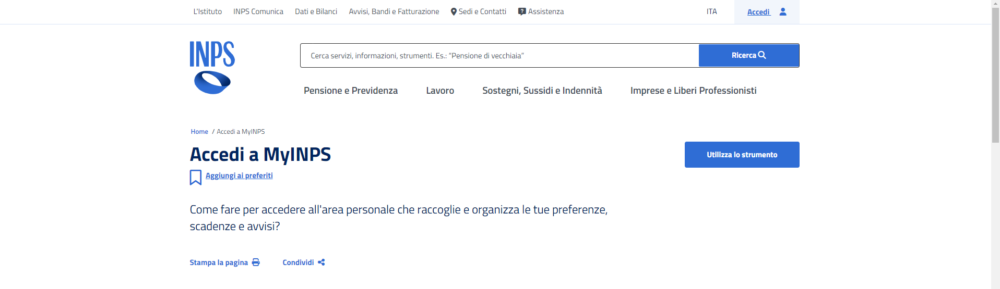 L'Istituto INPS Comunica Dati e Bilanci Avvisi, Bandi e Fatturazione Sedi e Contatti Assistenza ITA Accedi
INPS
Cerca servizi, informazioni, strumenti. Es.: “Pensione di vecchiaia” Ricerca
Pensione e Previdenza Lavoro Sostegni, Sussidi e Indennità Imprese e Liberi Professionisti
Home / Accedi a MyINPS
Accedi a MyINPS
Utilizza lo strumento
Aggiungi ai preferiti
Come fare per accedere all'area personale che raccoglie e organizza le tue preferenze,
scadenze e avvisi?
Stampa la pagina Condividi